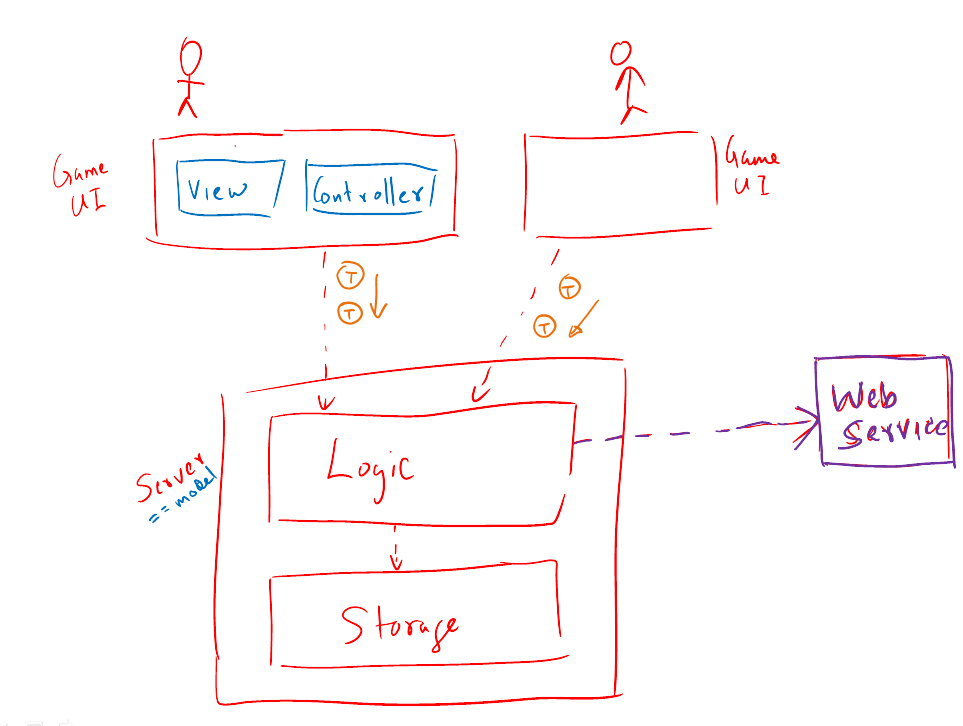 Game
UI
View
Controller
Game
UI
T
T
T
T
Server
== model
Logic
Web
Service
Storage